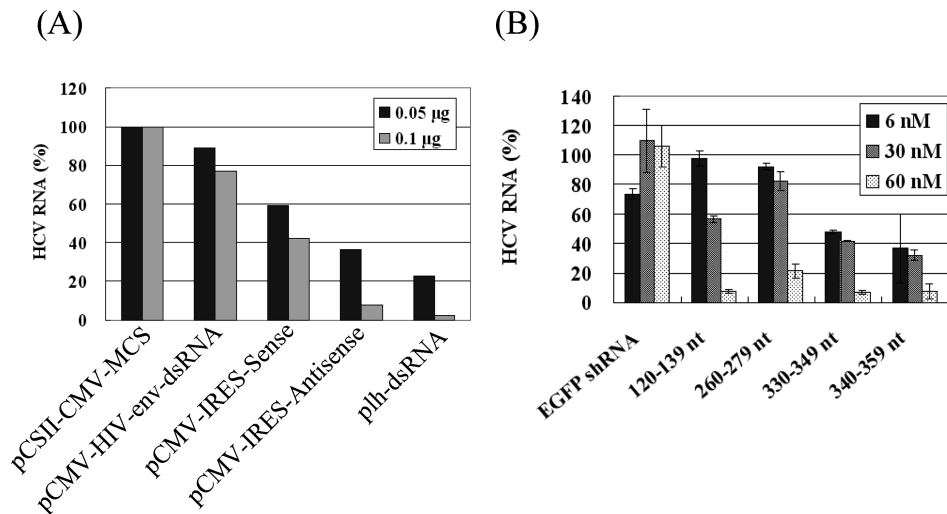 (A)
(B)
HCV RNA (%)
120
100
80
60
40
20
0
0.05 μg
0.1 μg
pCSII-CMV-MCS
pCMV-HIV-env-dsRNA
pCMV-IRES-Sense
pCMV-IRES-Antisense
plh-dsRNA
HCV RNA (%)
140
120
100
80
60
40
20
0
6 nM
30 nM
60 nM
EGFP shRNA
120-139 nt
260-279 nt
330-349 nt
340-359 nt